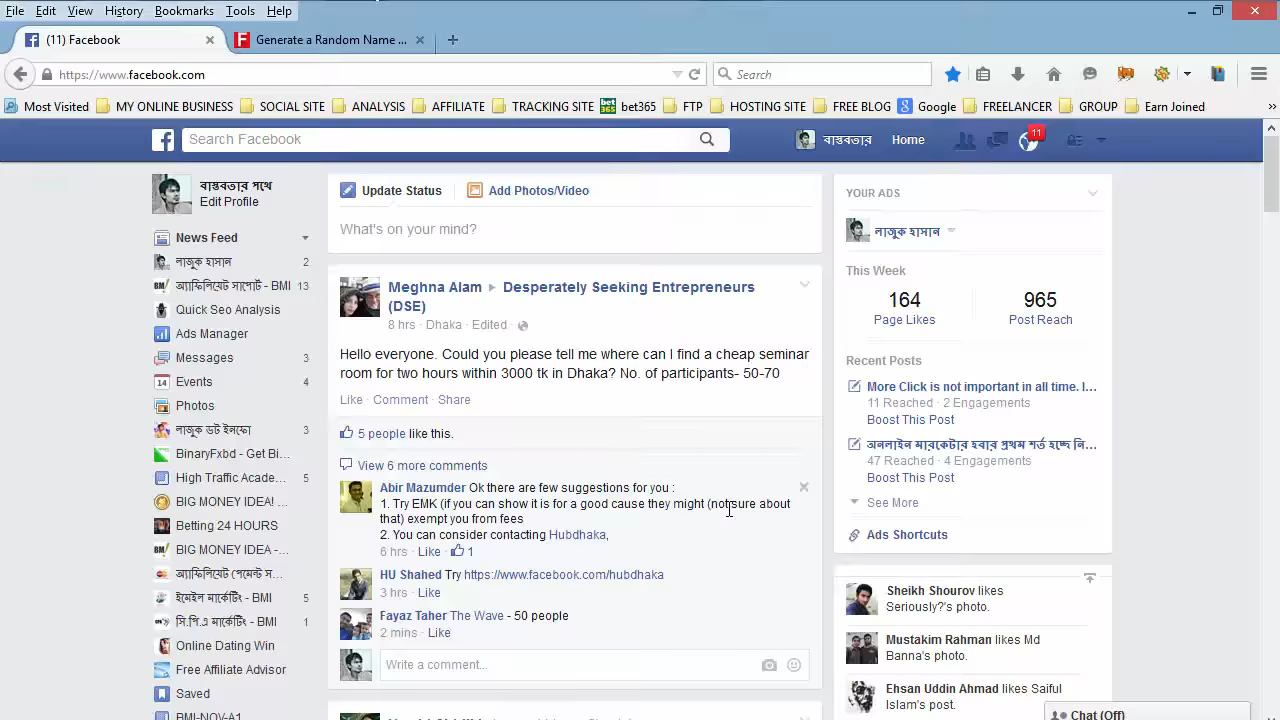 File Edit View History Bookmarks Tools Help
(11) Facebook
Generate a Random Name ...
https://www.facebook.com
Search
Most Visited MY ONLINE BUSINESS SOCIAL SITE ANALYSIS AFFILIATE TRACKING SITE bet365 FTP HOSTING SITE FREE BLOG Google FREELANCER GROUP Earn Joined »
Search Facebook
বাস্তবতার Home 11
বাস্তবতার পথে
Edit Profile
News Feed
লাজুক হাসান 2
অ্যাফিলিয়েট সাপোর্ট - BMI 13
Quick Seo Analysis
Ads Manager
Messages 3
Events 4
Photos
লাজুক ডট ইনফো 3
BinaryFxbd - Get Bi...
High Traffic Acade... 5
BIG MONEY IDEA! ...
Betting 24 HOURS
BIG MONEY IDEA -...
অ্যাফিলিয়েট পেমেন্ট স...
ইমেইল মার্কেটিং - BMI 5
সি.পি.এ মার্কেটিং - BMI 1
Online Dating Win
Free Affiliate Advisor
Saved
BMI-NOV-A1
Update Status Add Photos/Video
What's on your mind?
Meghna Alam ▸ Desperately Seeking Entrepreneurs
(DSE)
8 hrs · Dhaka · Edited ·
Hello everyone. Could you please tell me where can I find a cheap seminar
room for two hours within 3000 tk in Dhaka? No. of participants- 50-70
Like · Comment · Share
5 people like this.
View 6 more comments
Abir Mazumder Ok there are few suggestions for you :
1. Try EMK (if you can show it is for a good cause they might (not sure about
that) exempt you from fees
2. You can consider contacting Hubdhaka,
6 hrs · Like · 1
HU Shahed Try https://www.facebook.com/hubdhaka
3 hrs · Like
Fayaz Taher The Wave - 50 people
2 mins · Like
Write a comment...
YOUR ADS
লাজুক হাসান
This Week
164 965
Page Likes Post Reach
Recent Posts
More Click is not important in all time. I...
11 Reached · 2 Engagements
Boost This Post
অনলাইন মারকেটার হবার প্রথম শর্ত হচ্ছে নি...
47 Reached · 4 Engagements
Boost This Post
See More
Ads Shortcuts
Sheikh Shourov likes
Seriously?'s photo.
Mustakim Rahman likes Md
Banna's photo.
Ehsan Uddin Ahmad likes Saiful
Islam's post.
Chat (Off)